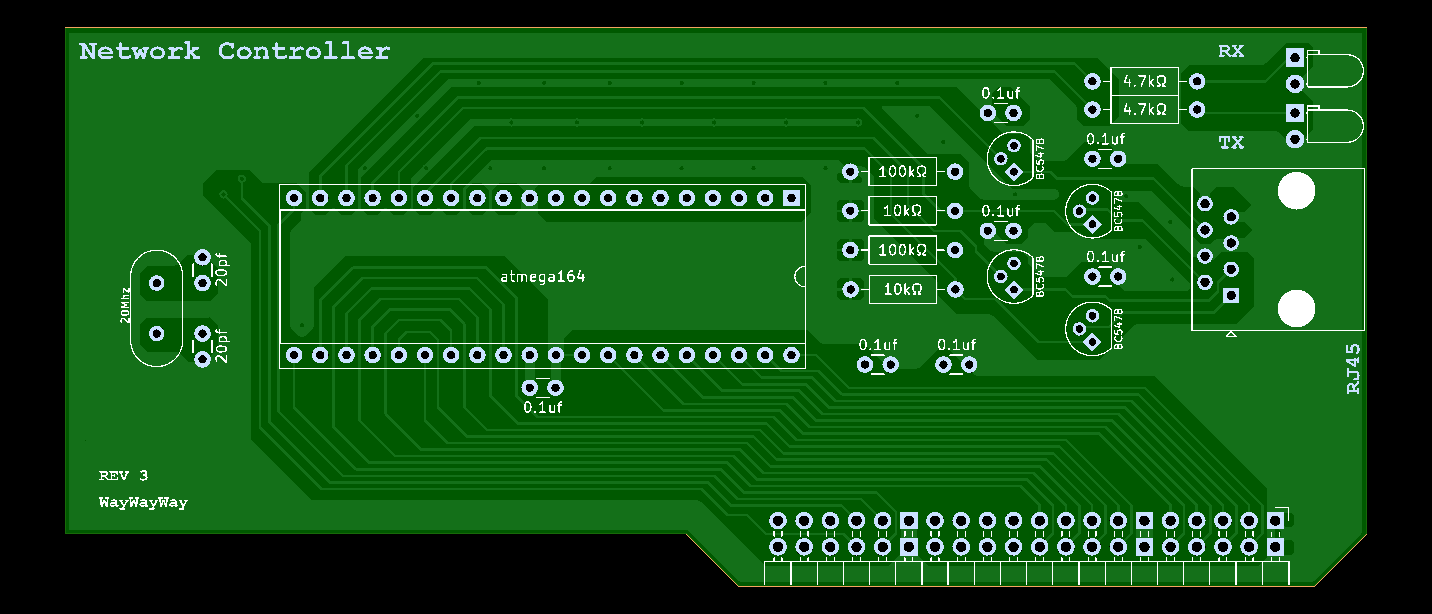 Network Controller
RX
4.7kΩ
0.1uf
4.7kΩ
0.1uf
TX
BC547B
100kΩ
BC547B
10kΩ
0.1uf
100kΩ
0.1uf
20pf
atmega164
BC547B
10kΩ
20Mhz
BC547B
20pf
0.1uf
0.1uf
RJ45
0.1uf
REV 3
WayWayWay